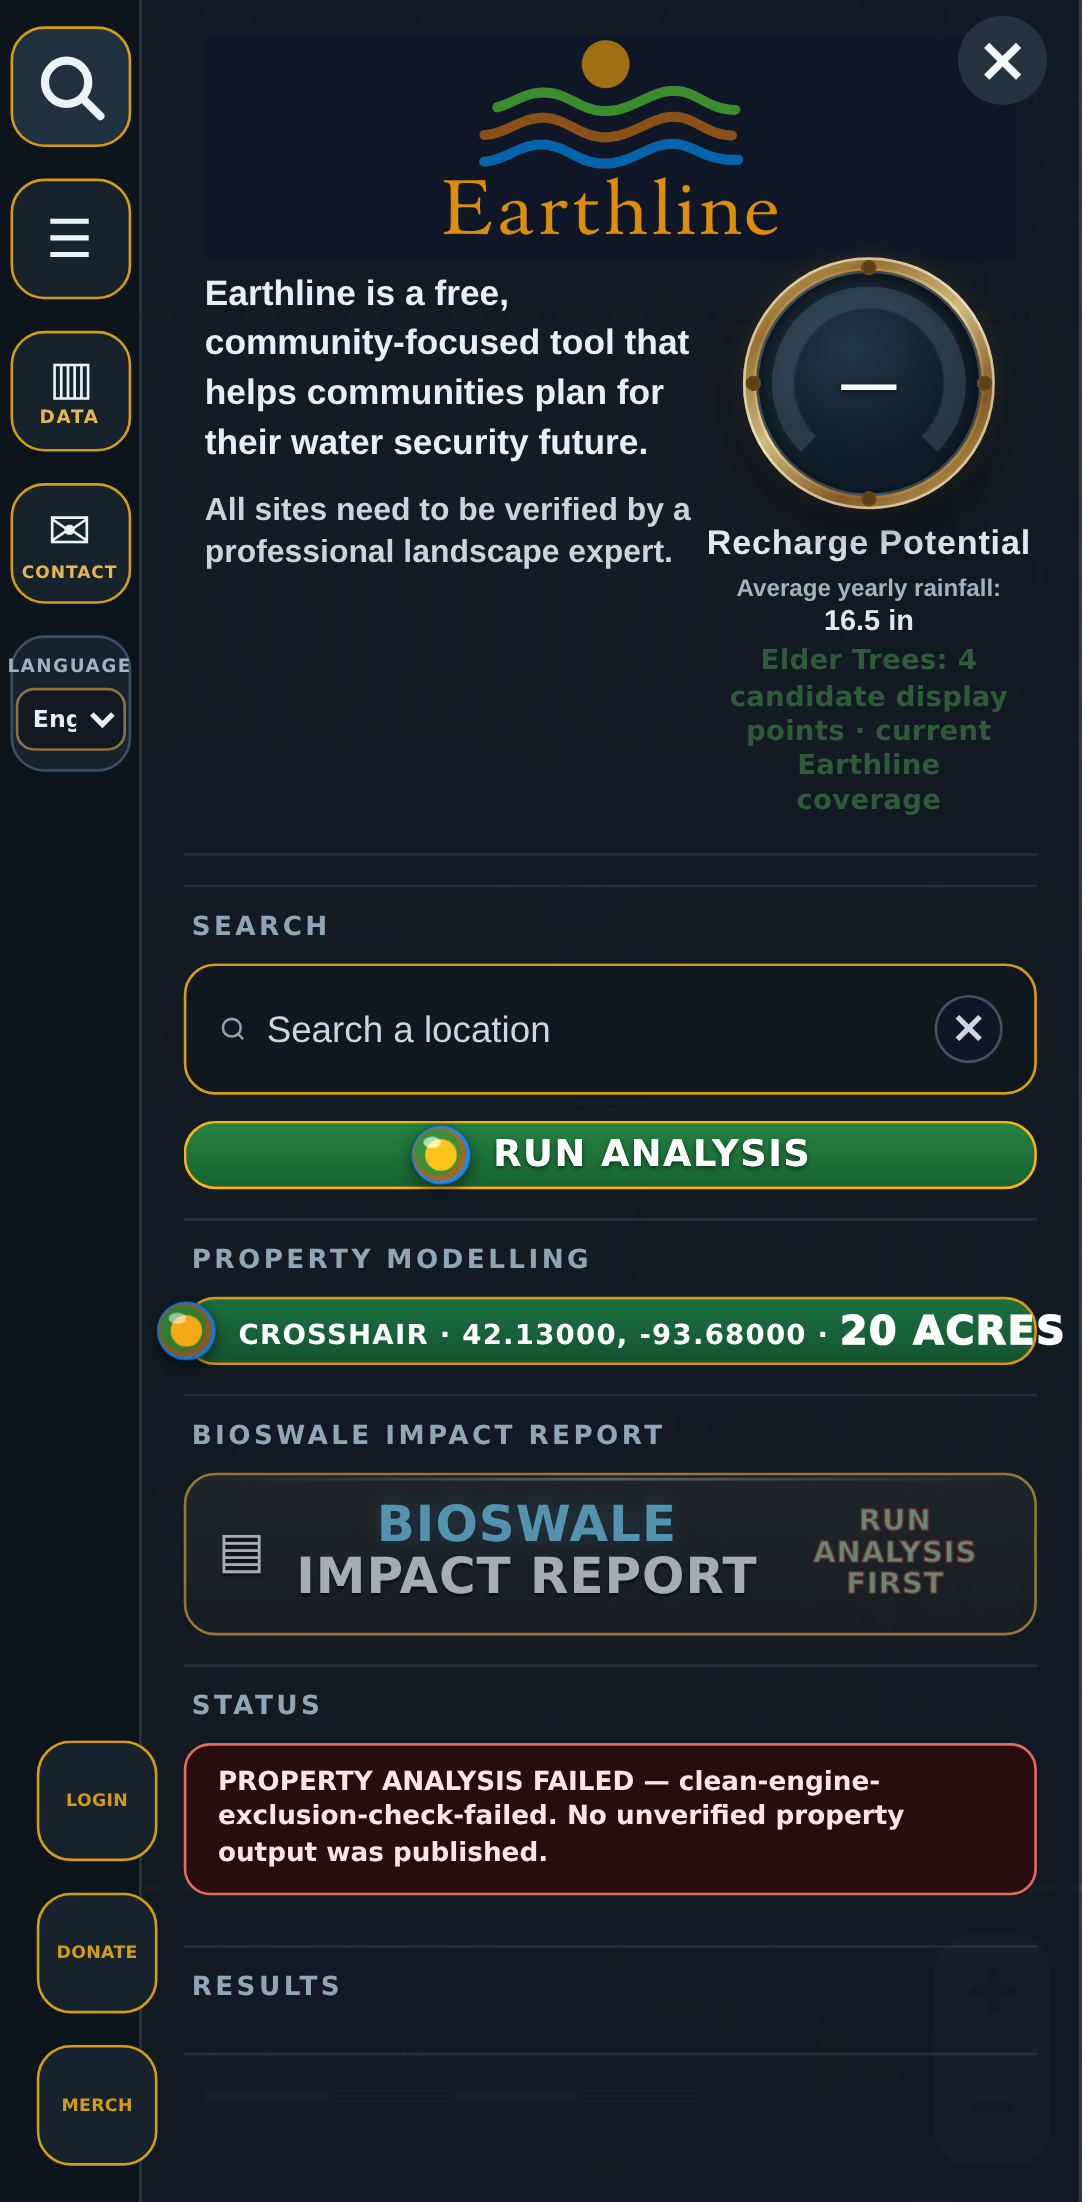 Earthline
Earthline is a free,
community-focused tool that
helps communities plan for
their water security future.
All sites need to be verified by a
professional landscape expert.
Recharge Potential
Average yearly rainfall:
16.5 in
Elder Trees: 4
candidate display
points · current
Earthline
coverage
DATA
CONTACT
LANGUAGE
Eng
SEARCH
Search a location
RUN ANALYSIS
PROPERTY MODELLING
CROSSHAIR · 42.13000, -93.68000 · 20 ACRES
BIOSWALE IMPACT REPORT
BIOSWALE
IMPACT REPORT
RUN
ANALYSIS
FIRST
STATUS
PROPERTY ANALYSIS FAILED — clean-engine-
exclusion-check-failed. No unverified property
output was published.
RESULTS
LOGIN
DONATE
MERCH